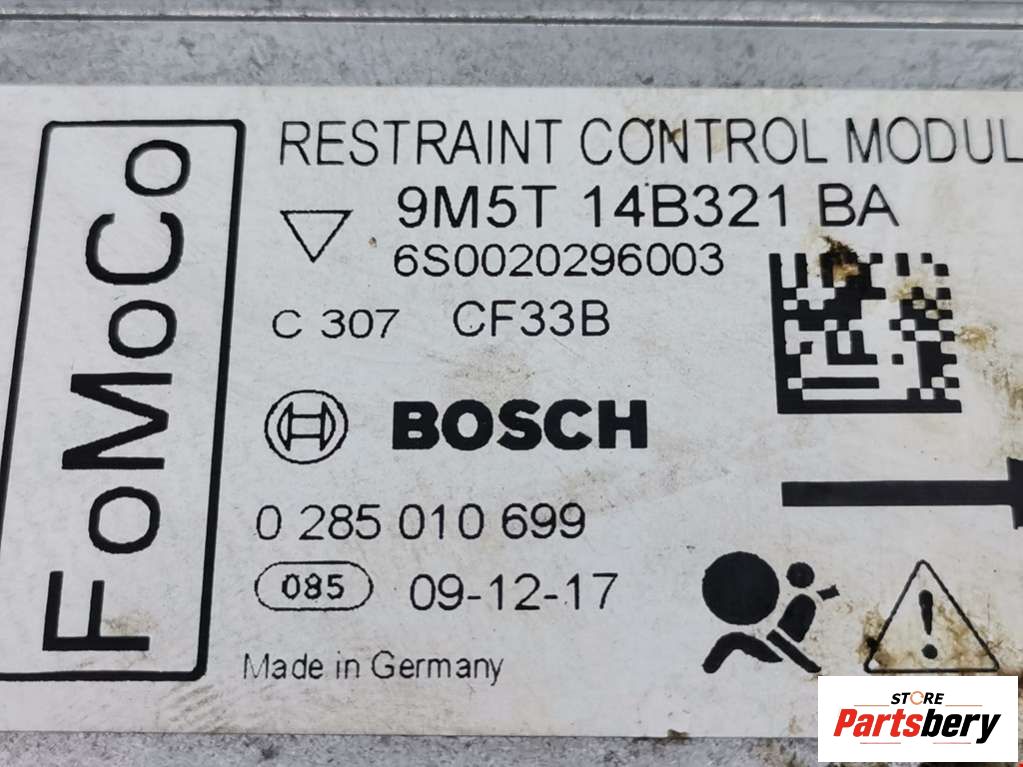 FoMoCo
RESTRAINT CONTROL MODUL
9M5T 14B321 BA
6S0020296003
C 307 CF33B
BOSCH
0 285 010 699
085 09-12-17
Made in Germany
STORE
Partsbery